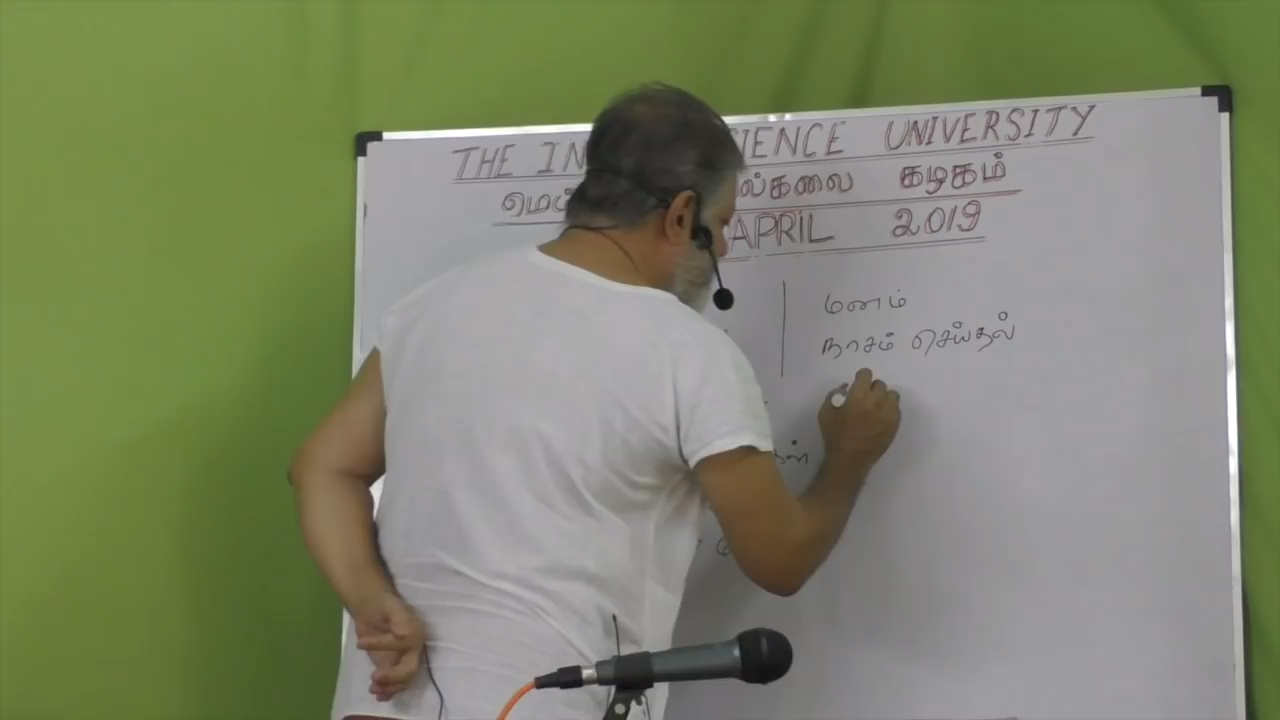 THE IN IENCE UNIVERSITY
மெய் ல்கலை கழகம்
APRIL 2019
மனம்
நாசம் செய்தல்